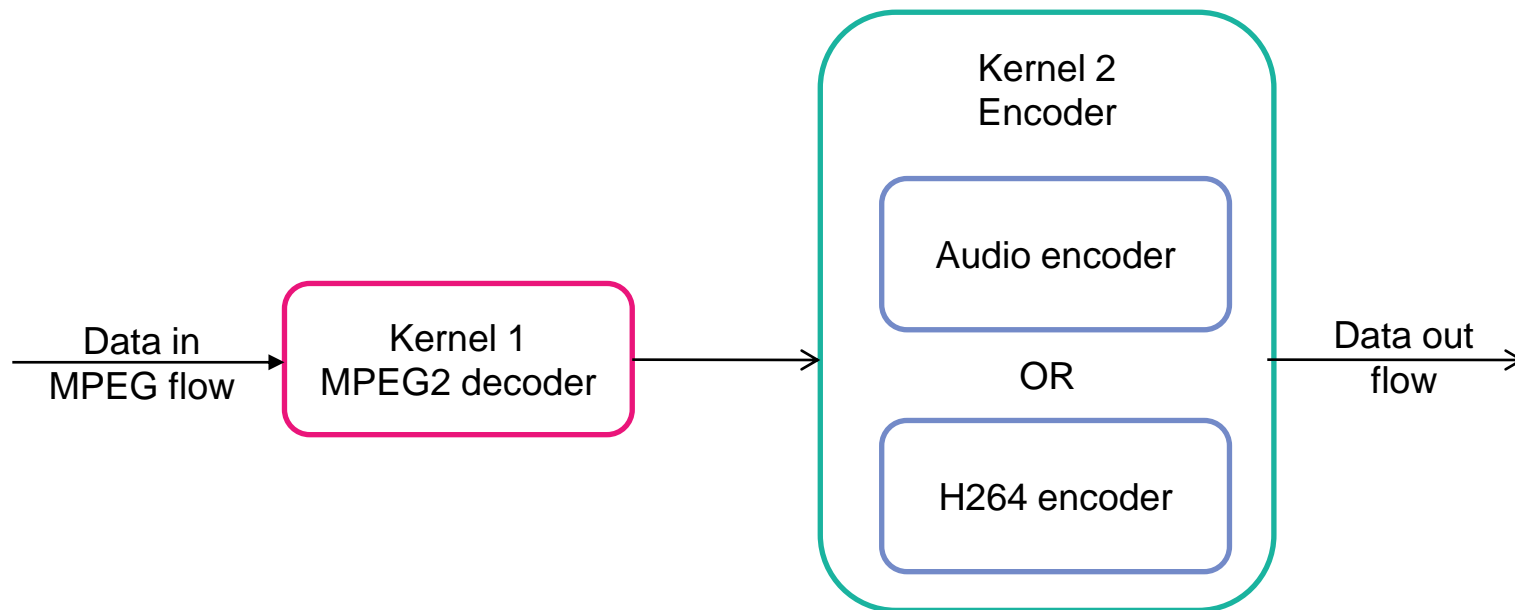 Data in
MPEG flow
Kernel 1
MPEG2 decoder
Kernel 2
Encoder
Audio encoder
OR
H264 encoder
Data out
flow